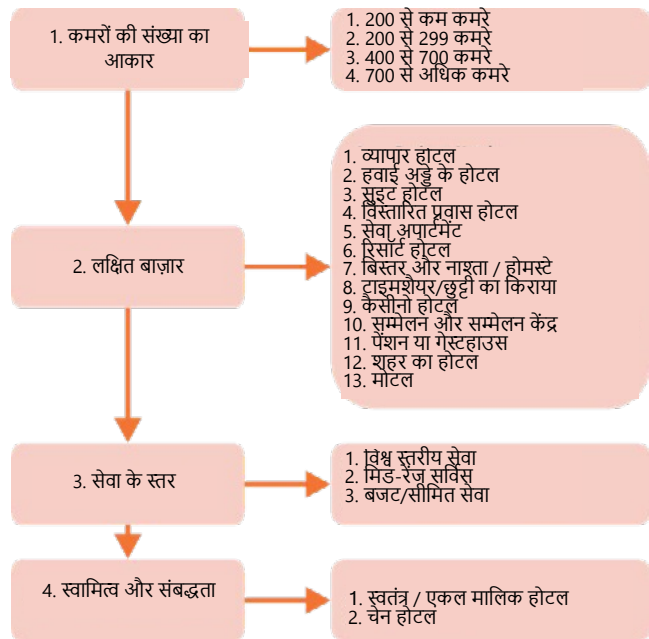 1. कमरों की संख्या का
आकार
1. 200 से कम कमरे
2. 200 से 299 कमरे
3. 400 से 700 कमरे
4. 700 से अधिक कमरे
2. लक्षित बाज़ार
1. व्यापार होटल
2. हवाई अड्डे के होटल
3. सुइट होटल
4. विस्तारित प्रवास होटल
5. सेवा अपार्टमेंट
6. रिसॉर्ट होटल
7. बिस्तर और नाश्ता / होमस्टे
8. टाइमशेयर/छुट्टी का किराया
9. कैसीनो होटल
10. सम्मेलन और सम्मेलन केंद्र
11. पेंशन या गेस्टहाउस
12. शहर का होटल
13. मोटल
3. सेवा के स्तर
1. विश्व स्तरीय सेवा
2. मिड-रेंज सर्विस
3. बजट/सीमित सेवा
4. स्वामित्व और संबद्धता
1. स्वतंत्र / एकल मालिक होटल
2. चेन होटल